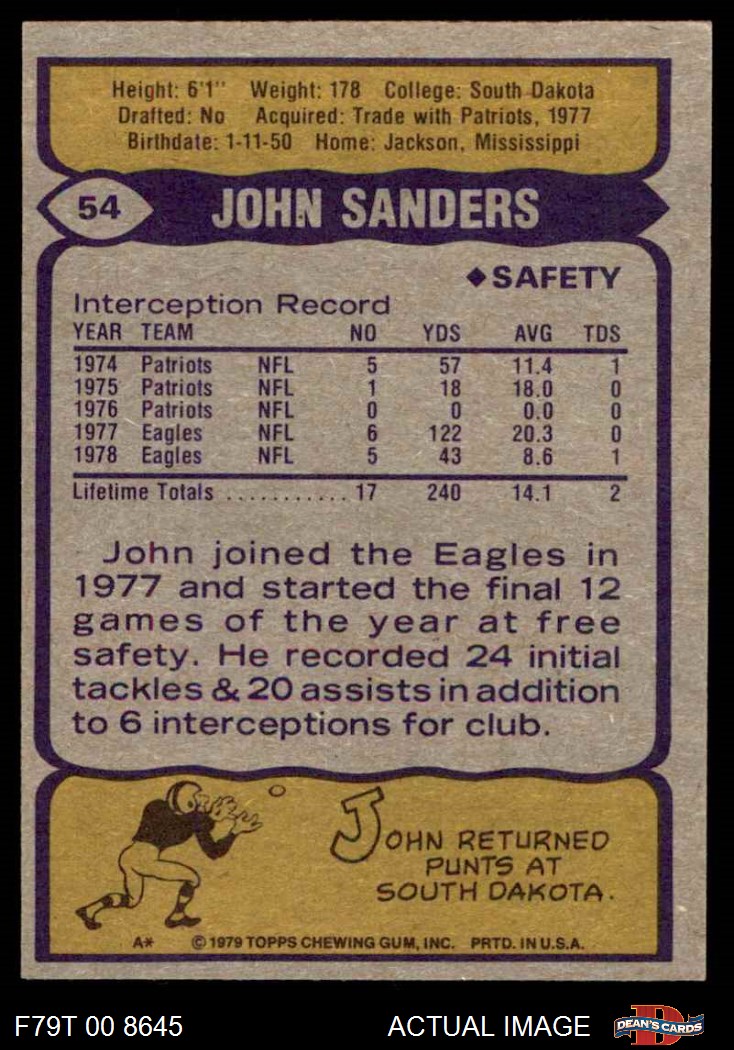 Height: 6'1" Weight: 178 College: South Dakota
Drafted: No Acquired: Trade with Patriots, 1977
Birthdate: 1-11-50 Home: Jackson, Mississippi
54 JOHN SANDERS
◆SAFETY
Interception Record
YEAR TEAM NO YDS AVG TDS
1974 Patriots NFL 5 57 11.4 1
1975 Patriots NFL 1 18 18.0 0
1976 Patriots NFL 0 0 0.0 0
1977 Eagles NFL 6 122 20.3 0
1978 Eagles NFL 5 43 8.6 1
Lifetime Totals ........... 17 240 14.1 2
John joined the Eagles in
1977 and started the final 12
games of the year at free
safety. He recorded 24 initial
tackles & 20 assists in addition
to 6 interceptions for club.
JOHN RETURNED
PUNTS AT
SOUTH DAKOTA.
A* © 1979 TOPPS CHEWING GUM, INC. PRTD. IN U.S.A.
F79T 00 8645 ACTUAL IMAGE D DEAN'S CARDS